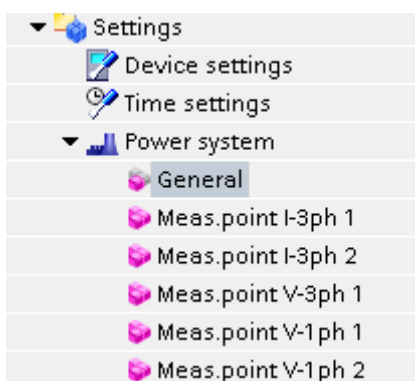 Settings
Device settings
Time settings
Power system
General
Meas.point I-3ph 1
Meas.point I-3ph 2
Meas.point V-3ph 1
Meas.point V-1ph 1
Meas.point V-1ph 2